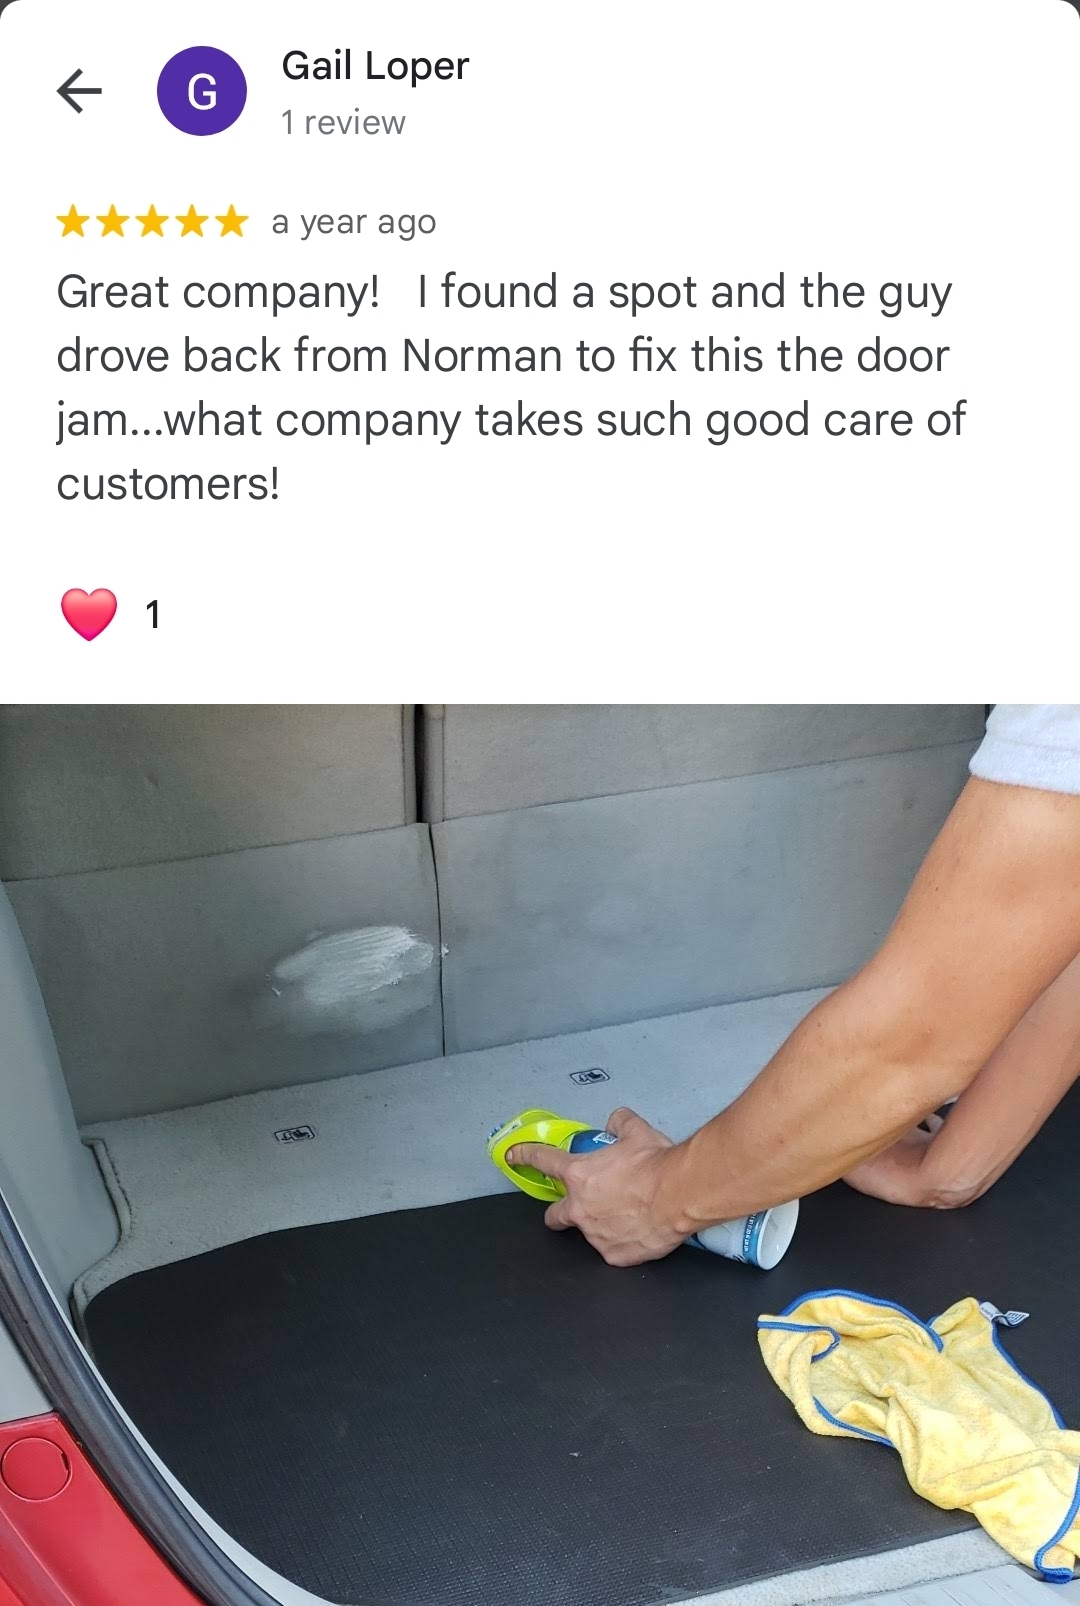 G
Gail Loper
1 review
a year ago
Great company!   I found a spot and the guy
drove back from Norman to fix this the door
jam...what company takes such good care of
customers!
1